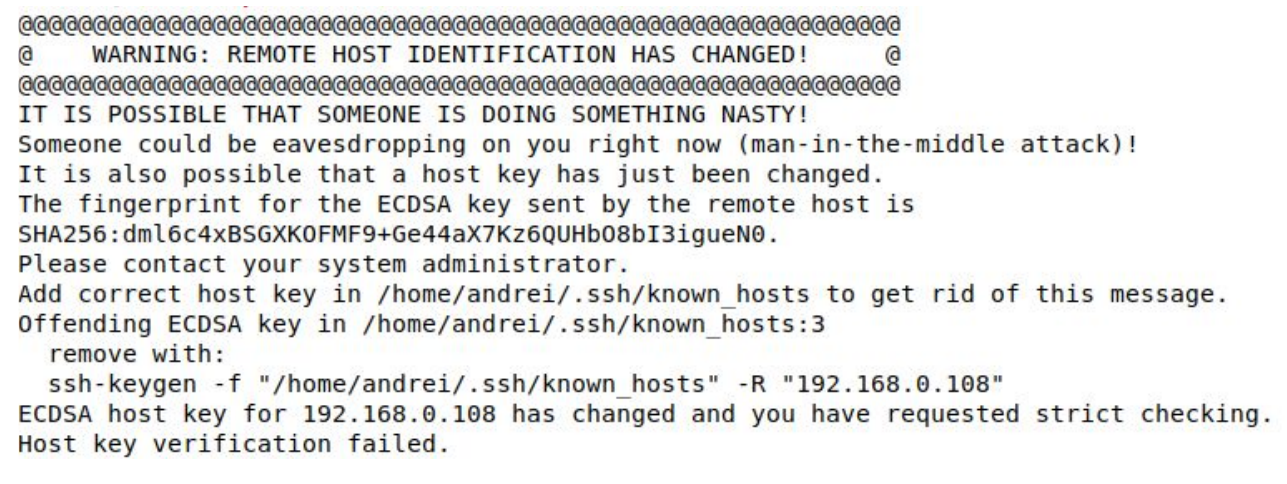 @@@@@@@@@@@@@@@@@@@@@@@@@@@@@@@@@@@@@@@@@@@@@@@@@@@@@@@@@@@
@    WARNING: REMOTE HOST IDENTIFICATION HAS CHANGED!     @
@@@@@@@@@@@@@@@@@@@@@@@@@@@@@@@@@@@@@@@@@@@@@@@@@@@@@@@@@@@
IT IS POSSIBLE THAT SOMEONE IS DOING SOMETHING NASTY!
Someone could be eavesdropping on you right now (man-in-the-middle attack)!
It is also possible that a host key has just been changed.
The fingerprint for the ECDSA key sent by the remote host is
SHA256:dml6c4xBSGXKOFMF9+Ge44aX7Kz6QUHbO8bI3igueN0.
Please contact your system administrator.
Add correct host key in /home/andrei/.ssh/known_hosts to get rid of this message.
Offending ECDSA key in /home/andrei/.ssh/known_hosts:3
  remove with:
  ssh-keygen -f "/home/andrei/.ssh/known_hosts" -R "192.168.0.108"
ECDSA host key for 192.168.0.108 has changed and you have requested strict checking.
Host key verification failed.